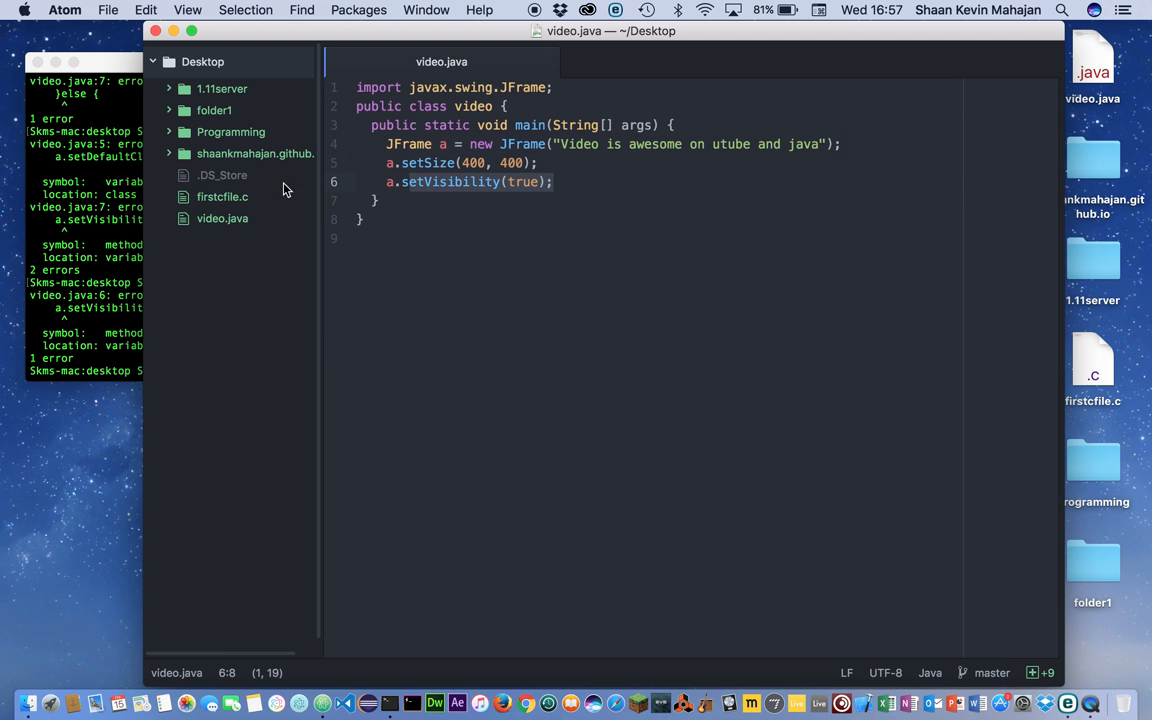 Atom File Edit View Selection Find Packages Window Help 81% Wed 16:57 Shaan Kevin Mahajan
video.java — ~/Desktop
Desktop
1.11server
folder1
Programming
shaankmahajan.github.
.DS_Store
firstcfile.c
video.java
video.java
1 import javax.swing.JFrame;
2 public class video {
3 public static void main(String[] args) {
4 JFrame a = new JFrame("Video is awesome on utube and java");
5 a.setSize(400, 400);
6 a.setVisibility(true);
7 }
8 }
9
video.java:7: erro
}else {
^
1 error
Skms-mac:desktop S
video.java:5: erro
a.setDefaultCl
symbol: variab
location: class
video.java:7: erro
a.setVisibilit
^
symbol: method
location: variab
2 errors
[Skms-mac:desktop S
video.java:6: erro
a.setVisibilit
^
symbol: method
location: variab
1 error
Skms-mac:desktop S
.java
video.java
ankmahajan.git
hub.io
1.11server
.C
firstcfile.c
rogramming
folder1
video.java 6:8 (1, 19) LF UTF-8 Java master +9
15
Dw
Ae